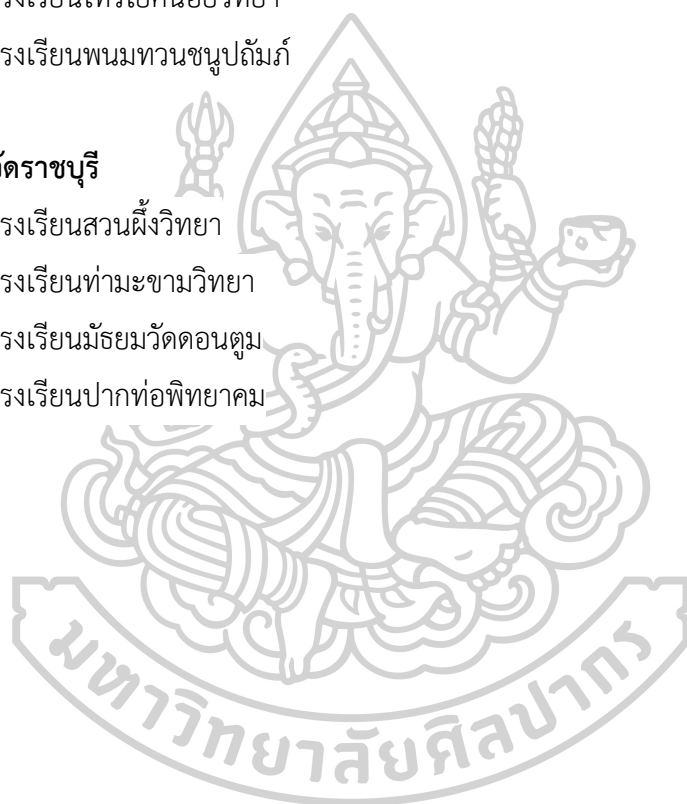 รงเรียนพนมทวนชนูปถัมภ์
วัดราชบุรี
รงเรียนสวนผึ้งวิทยา
รงเรียนท่ามะขามวิทยา
รงเรียนมัธยมวัดดอนตูม
รงเรียนปากท่อพิทยาคม
มหาวิทยาลัยศิลปากร